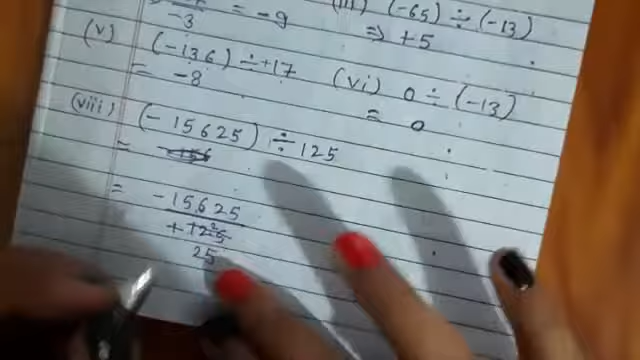 -3 = -9
(iii) (-65) ÷ (-13)
⇒ +5
(v) (-136) ÷ +17
= -8
(vi) 0 ÷ (-13)
= 0
(viii) (-15625) ÷ 125
=
= -15625
+125
25